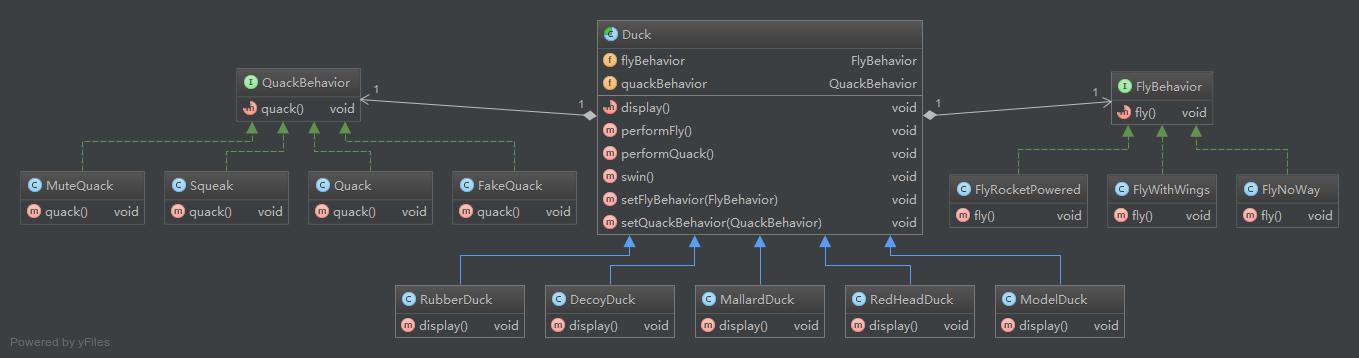 Duck
flyBehavior FlyBehavior
quackBehavior QuackBehavior
display() void
performFly() void
performQuack() void
swin() void
setFlyBehavior(FlyBehavior) void
setQuackBehavior(QuackBehavior) void
QuackBehavior
quack() void
1
1
1
1
FlyBehavior
fly() void
MuteQuack
quack() void
Squeak
quack() void
Quack
quack() void
FakeQuack
quack() void
FlyRocketPowered
fly() void
FlyWithWings
fly() void
FlyNoWay
fly() void
RubberDuck
display() void
DecoyDuck
display() void
MallardDuck
display() void
RedHeadDuck
display() void
ModelDuck
display() void
Powered by yFiles